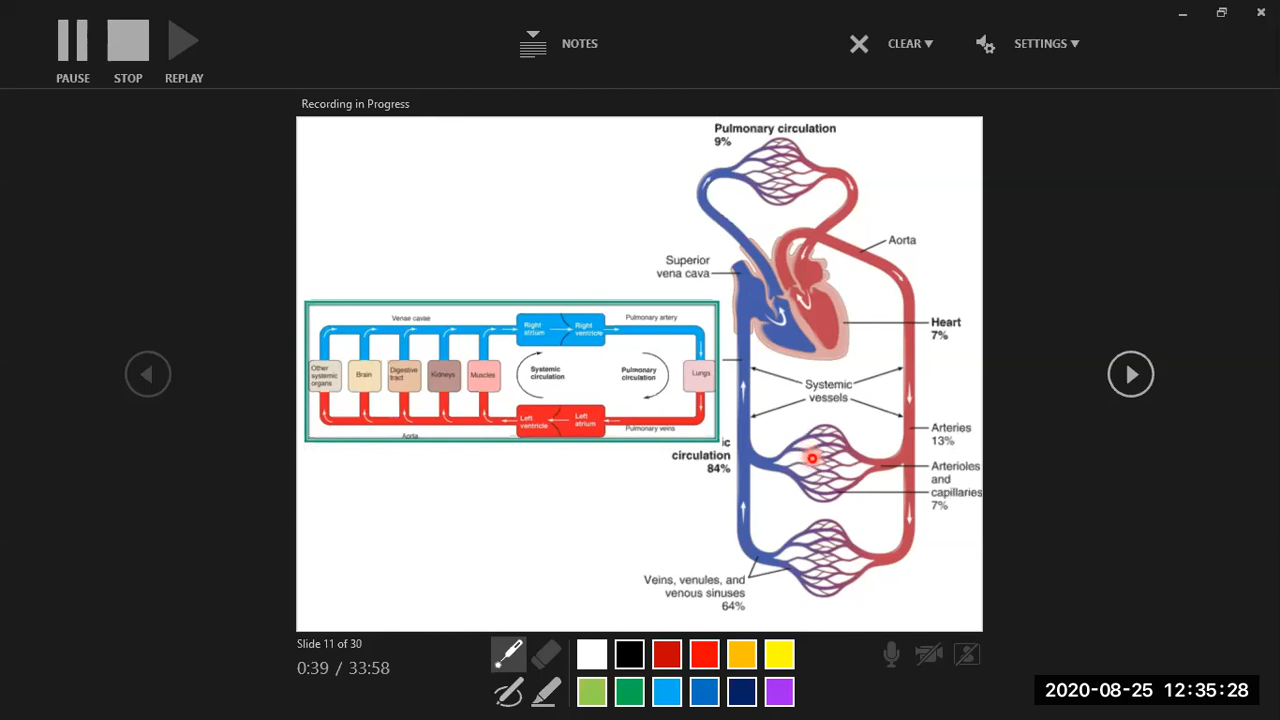 PAUSE
STOP
REPLAY
NOTES
CLEAR
SETTINGS
Recording in Progress
Pulmonary circulation
9%
Aorta
Superior
vena cava
Heart
7%
Systemic
vessels
Arteries
13%
Arterioles
and
capillaries
7%
ic
circulation
84%
Veins, venules, and
venous sinuses
64%
Venae cavae
Right
atrium
Right
ventricle
Pulmonary artery
Other
systemic
organs
Brain
Digestive
tract
Kidneys
Muscles
Systemic
circulation
Pulmonary
circulation
Lungs
Left
ventricle
Left
atrium
Aorta
Pulmonary veins
Slide 11 of 30
0:39 / 33:58
2020-08-25 12:35:28